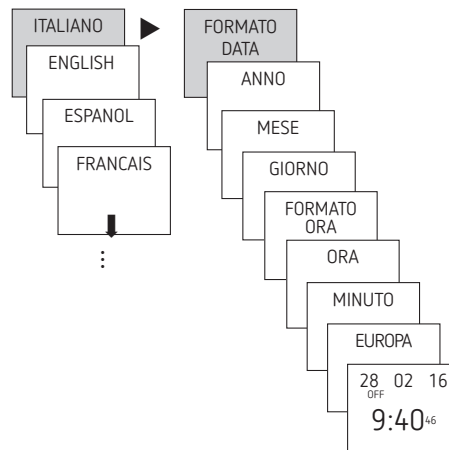 ITALIANO
ENGLISH
ESPANOL
FRANCAIS
FORMATO
DATA
ANNO
MESE
GIORNO
FORMATO
ORA
ORA
MINUTO
EUROPA
28 02 16
OFF
9:40 46